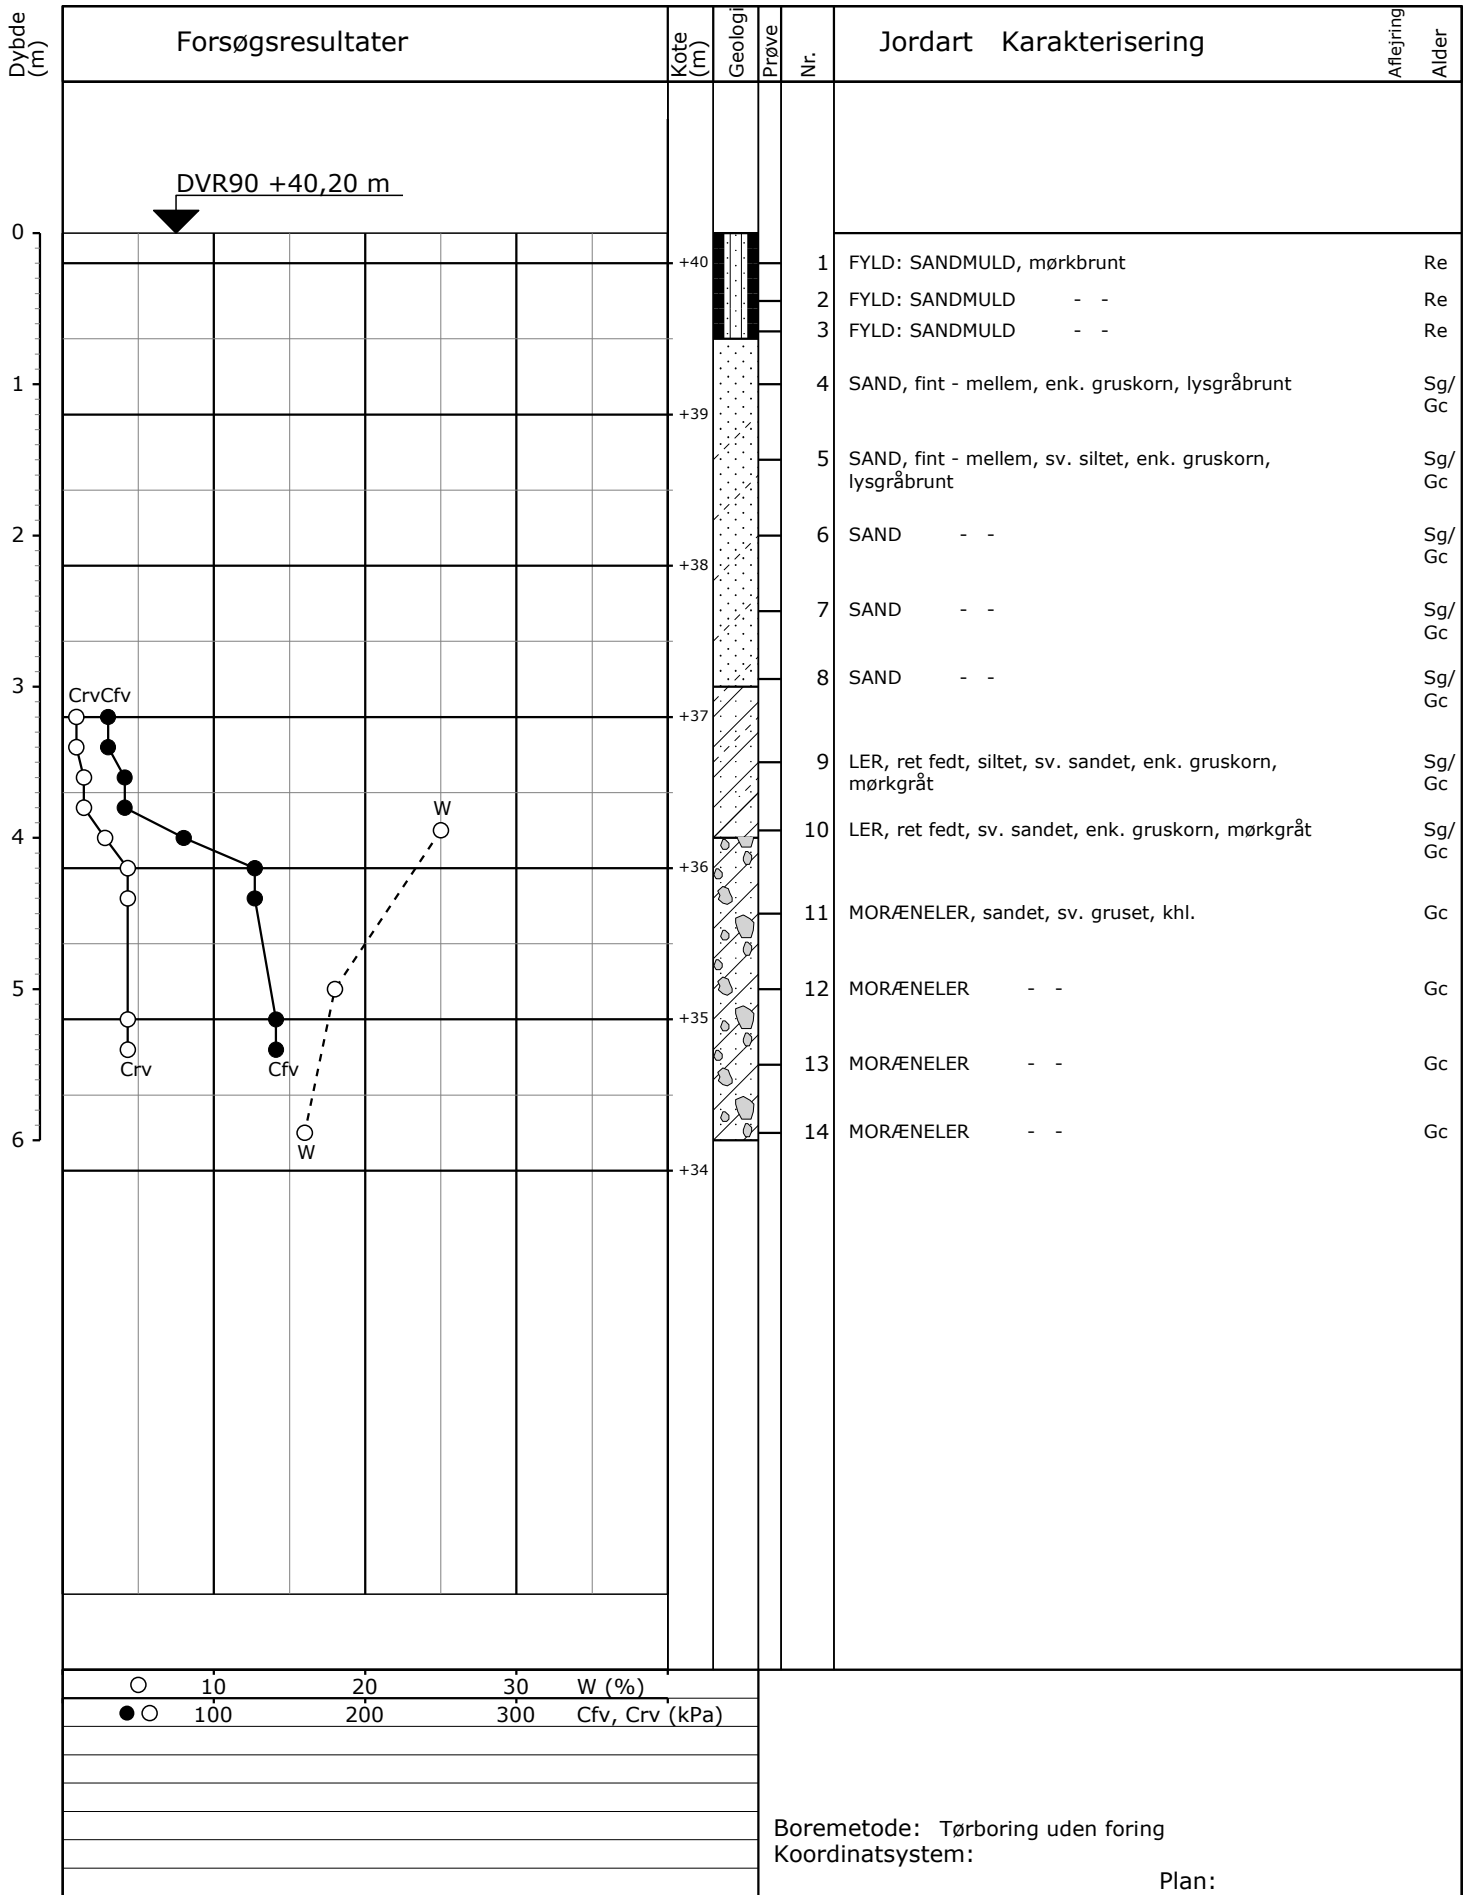 Dybde
(m)
Forsøgsresultater
Kote
(m)
Geologi
Prøve
Nr.
Jordart Karakterisering
Aflejring
Alder
DVR90 +40,20 m
0
+40
1 FYLD: SANDMULD, mørkbrunt Re
2 FYLD: SANDMULD - - Re
3 FYLD: SANDMULD - - Re
1
4 SAND, fint - mellem, enk. gruskorn, lysgråbrunt Sg/
Gc
+39
5 SAND, fint - mellem, sv. siltet, enk. gruskorn, Sg/
lysgråbrunt Gc
2
6 SAND - - Sg/
Gc
+38
7 SAND - - Sg/
Gc
3
8 SAND - - Sg/
Gc
Crv Cfv
+37
9 LER, ret fedt, siltet, sv. sandet, enk. gruskorn, Sg/
mørkgråt Gc
W
4
10 LER, ret fedt, sv. sandet, enk. gruskorn, mørkgråt Sg/
Gc
+36
11 MORÆNELER, sandet, sv. gruset, khl. Gc
5
12 MORÆNELER - - Gc
+35
Crv Cfv
13 MORÆNELER - - Gc
6
14 MORÆNELER - - Gc
W
+34
10 20 30 W (%)
100 200 300 Cfv, Crv (kPa)
Boremetode: Tørboring uden foring
Koordinatsystem:
Plan: